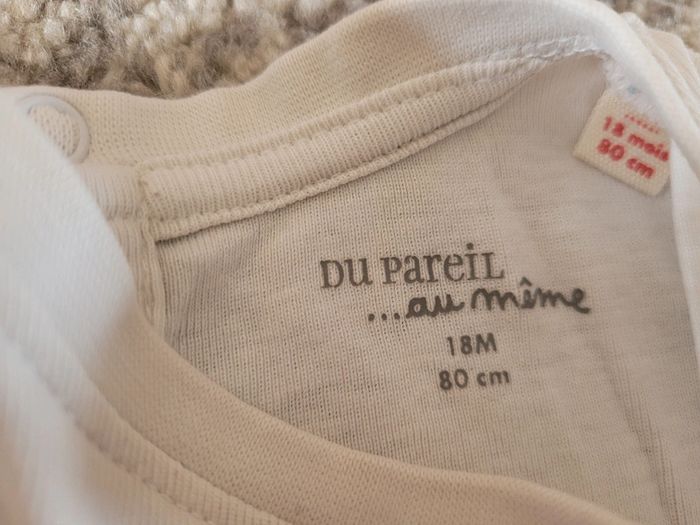 Du PareiL
...au même
18M
80 cm
18 mois
80 cm